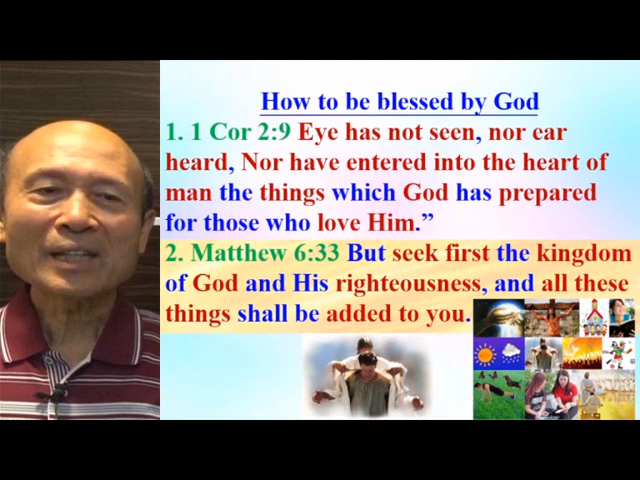 How to be blessed by God
1. 1 Cor 2:9 Eye has not seen, nor ear
heard, Nor have entered into the heart of
man the things which God has prepared
for those who love Him.”
2. Matthew 6:33 But seek first the kingdom
of God and His righteousness, and all these
things shall be added to you.